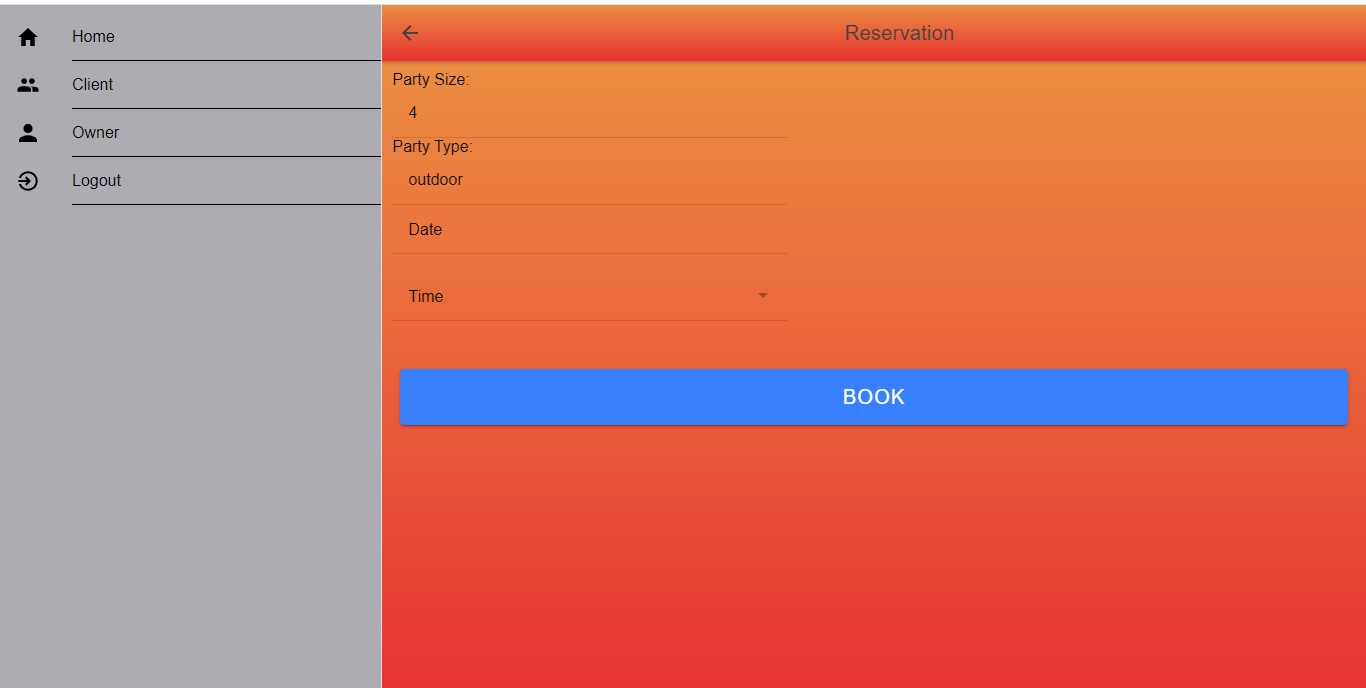 Home
Client
Owner
Logout
Reservation
Party Size:
4
Party Type:
outdoor
Date
Time
BOOK